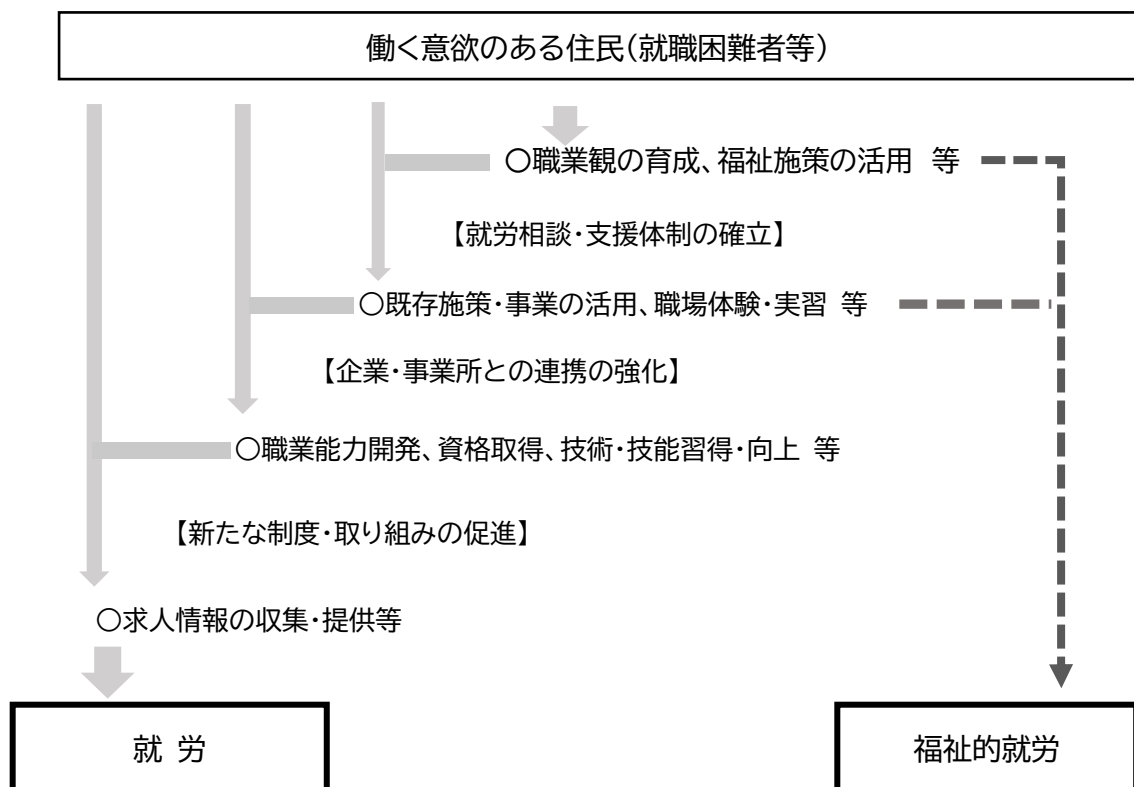 働く意欲のある住民(就職困難者等)
〇職業観の育成、福祉施策の活用 等
【就労相談・支援体制の確立】
〇既存施策・事業の活用、職場体験・実習 等
【企業・事業所との連携の強化】
〇職業能力開発、資格取得、技術・技能習得・向上 等
【新たな制度・取り組みの促進】
〇求人情報の収集・提供等
就 労
福祉的就労